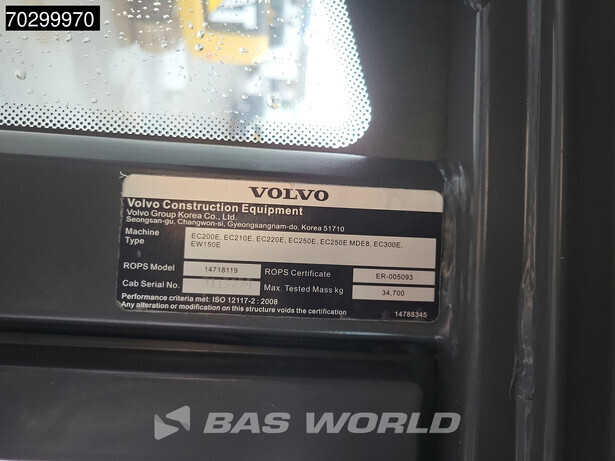 70299970
VOLVO
Volvo Construction Equipment
Volvo Group Korea Co., Ltd.
Seongsan-gu, Changwon-si, Gyeongsangnam-do, Korea 51710
Machine Type EC200E, EC210E, EC220E, EC250E, EC250E MDE8, EC300E,
EW150E
ROPS Model 14718119 ROPS Certificate ER-005093
Cab Serial No. Max. Tested Mass kg 34,700
Performance criteria met: ISO 12117-2 : 2008
Any alteration or modification on this structure voids the certification
14788345
BAS WORLD